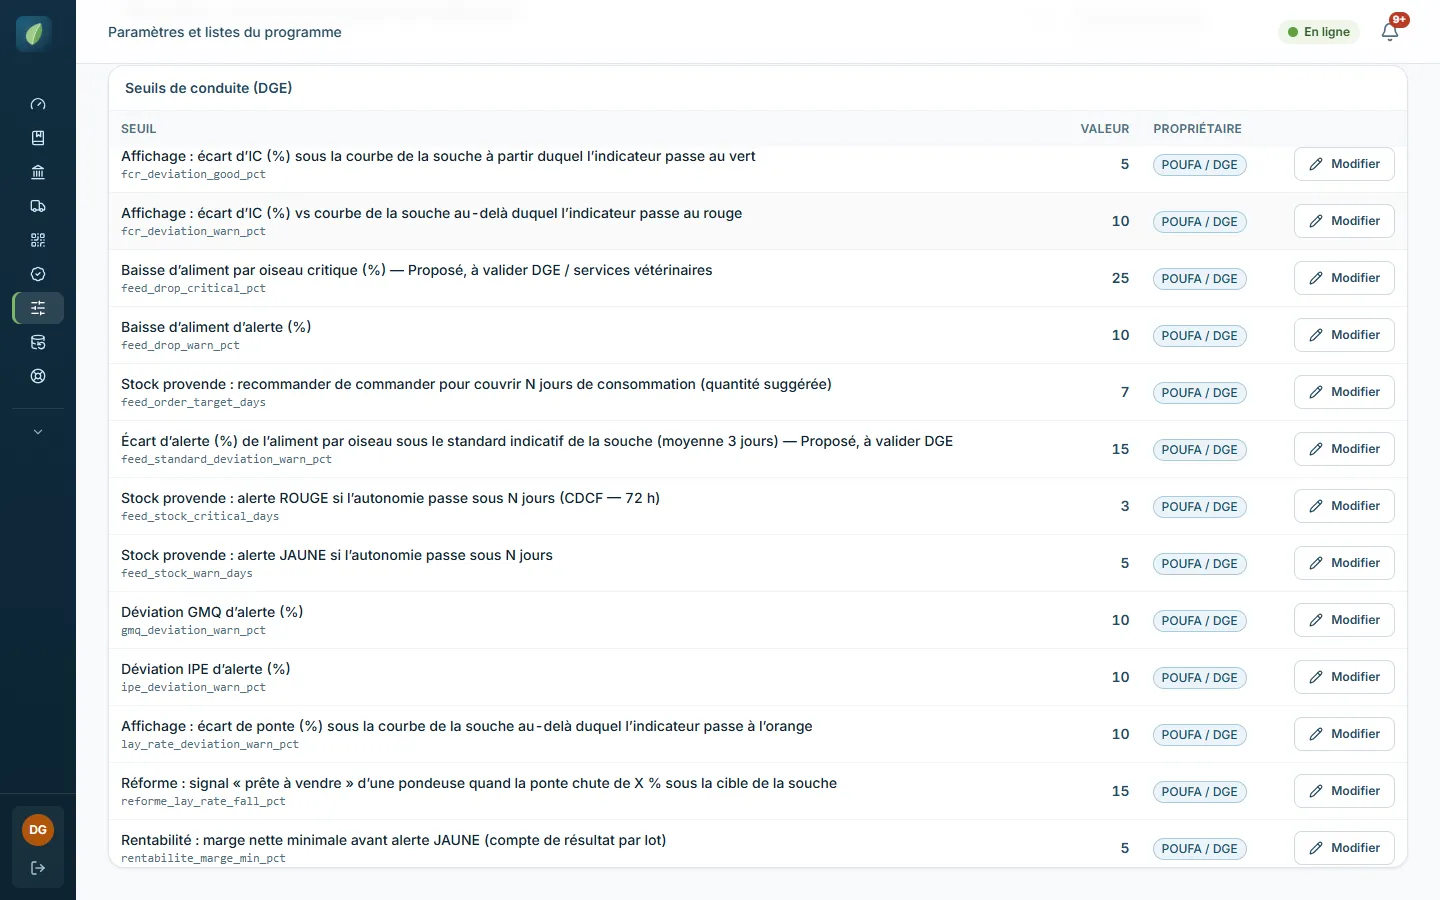 Paramètres et listes du programme
En ligne
9+
Seuils de conduite (DGE)
SEUIL VALEUR PROPRIÉTAIRE
Affichage : écart d’IC (%) sous la courbe de la souche à partir duquel l’indicateur passe au vert
fcr_deviation_good_pct
5 POUFA / DGE Modifier
Affichage : écart d’IC (%) vs courbe de la souche au-delà duquel l’indicateur passe au rouge
fcr_deviation_warn_pct
10 POUFA / DGE Modifier
Baisse d’aliment par oiseau critique (%) — Proposé, à valider DGE / services vétérinaires
feed_drop_critical_pct
25 POUFA / DGE Modifier
Baisse d’aliment d’alerte (%)
feed_drop_warn_pct
10 POUFA / DGE Modifier
Stock provende : recommander de commander pour couvrir N jours de consommation (quantité suggérée)
feed_order_target_days
7 POUFA / DGE Modifier
Écart d’alerte (%) de l’aliment par oiseau sous le standard indicatif de la souche (moyenne 3 jours) — Proposé, à valider DGE
feed_standard_deviation_warn_pct
15 POUFA / DGE Modifier
Stock provende : alerte ROUGE si l’autonomie passe sous N jours (CDCF — 72 h)
feed_stock_critical_days
3 POUFA / DGE Modifier
Stock provende : alerte JAUNE si l’autonomie passe sous N jours
feed_stock_warn_days
5 POUFA / DGE Modifier
Déviation GMQ d’alerte (%)
gmq_deviation_warn_pct
10 POUFA / DGE Modifier
Déviation IPE d’alerte (%)
ipe_deviation_warn_pct
10 POUFA / DGE Modifier
Affichage : écart de ponte (%) sous la courbe de la souche au-delà duquel l’indicateur passe à l’orange
lay_rate_deviation_warn_pct
10 POUFA / DGE Modifier
Réforme : signal « prête à vendre » d’une pondeuse quand la ponte chute de X % sous la cible de la souche
reforme_lay_rate_fall_pct
15 POUFA / DGE Modifier
Rentabilité : marge nette minimale avant alerte JAUNE (compte de résultat par lot)
rentabilite_marge_min_pct
5 POUFA / DGE Modifier
DG